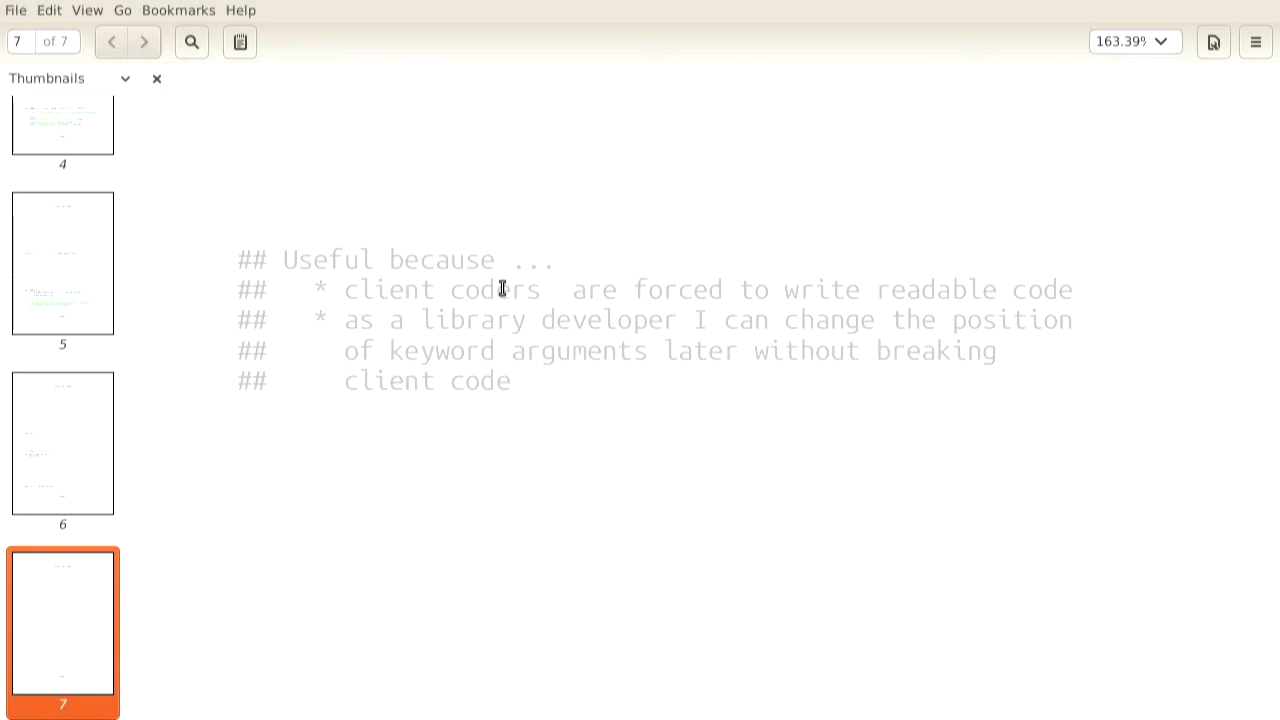 File Edit View Go Bookmarks Help
7 of 7
163.39%
Thumbnails
4
5
6
7
## Useful because ...
##   * client coders  are forced to write readable code
##   * as a library developer I can change the position
##     of keyword arguments later without breaking
##     client code